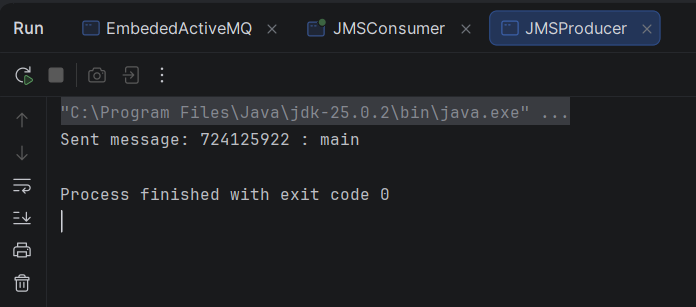 Run EmbededActiveMQ JMSConsumer JMSProducer
"C:\Program Files\Java\jdk-25.0.2\bin\java.exe" ...
Sent message: 724125922 : main
Process finished with exit code 0